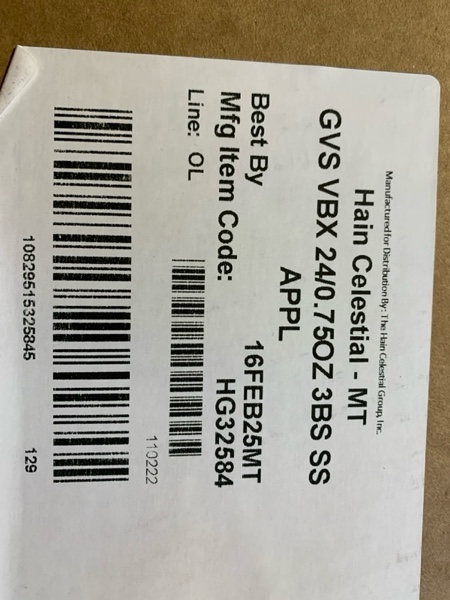 Manufactured for Distribution By: The Hain Celestial Group, Inc.
Hain Celestial - MT
GVS VBX 24/0.75OZ 3BS SS
APPL
Best By 16FEB25MT
Mfg Item Code: HG32584
Line: OL
110222
10829515325845 129